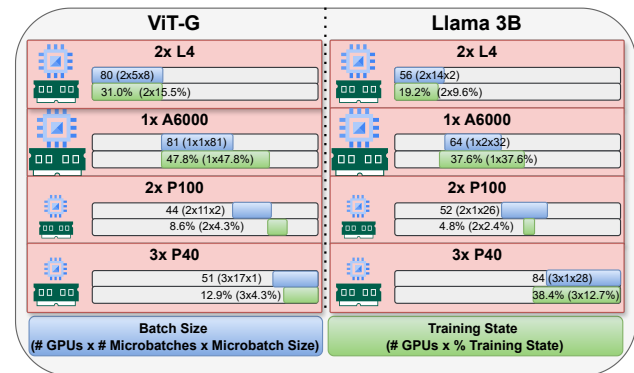 ViT-G
2x L4
80 (2x5x8)
31.0% (2x15.5%)
1x A6000
81 (1x1x81)
47.8% (1x47.8%)
2x P100
44 (2x11x2)
8.6% (2x4.3%)
3x P40
51 (3x17x1)
12.9% (3x4.3%)
Batch Size
(# GPUs x # Microbatches x Microbatch Size)
Llama 3B
2x L4
56 (2x14x2)
19.2% (2x9.6%)
1x A6000
64 (1x2x32)
37.6% (1x37.6%)
2x P100
52 (2x1x26)
4.8% (2x2.4%)
3x P40
84 (3x1x28)
38.4% (3x12.7%)
Training State
(# GPUs x % Training State)